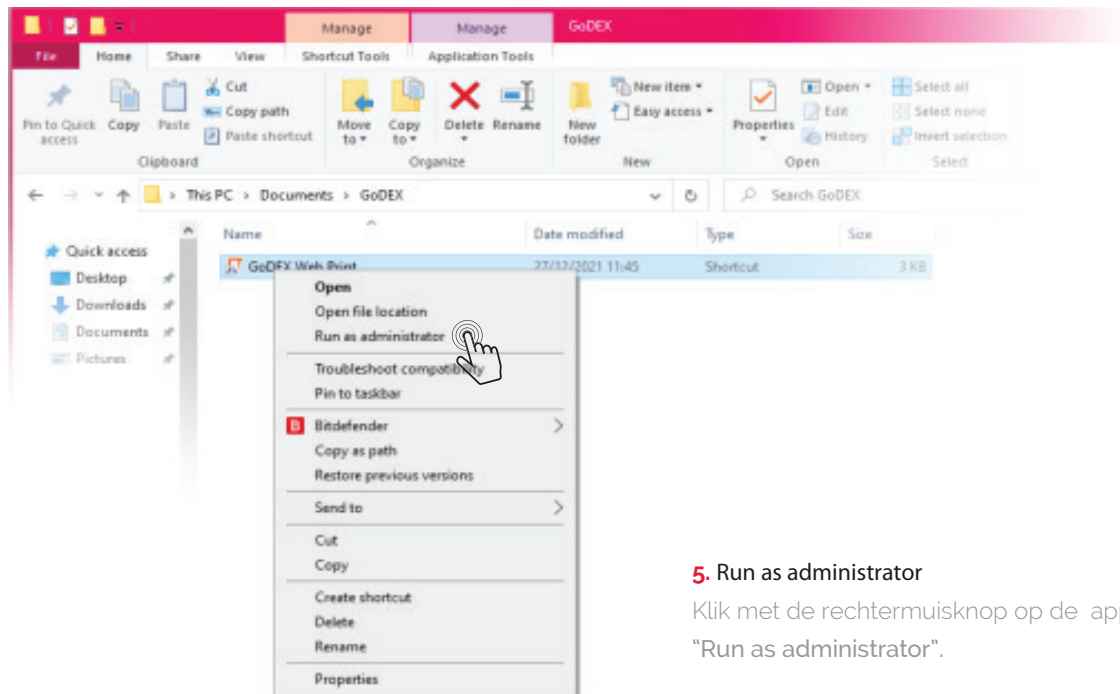 Manage Manage GoDEX
File Home Share View Shortcut Tools Application Tools
Pin to Quick access
Copy
Paste
Cut
Copy path
Paste shortcut
Clipboard
Move to
Copy to
Delete
Rename
Organize
New folder
New item
Easy access
New
Properties
Open
Edit
History
Open
Select all
Select none
Invert selection
Select
This PC > Documents > GoDEX
Search GoDEX
Quick access
Desktop
Downloads
Documents
Pictures
Name Date modified Type Size
GoDEX Web Print 27/12/2021 11:45 Shortcut 3 KB
Open
Open file location
Run as administrator
Troubleshoot compatibility
Pin to taskbar
B Bitdefender
Copy as path
Restore previous versions
Send to
Cut
Copy
Create shortcut
Delete
Rename
Properties
5. Run as administrator
Klik met de rechtermuisknop op de
"Run as administrator".